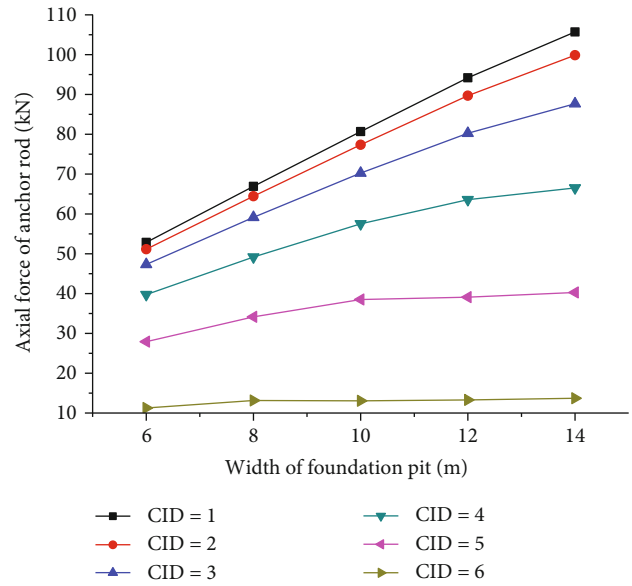 110
100
90
80
70
60
50
40
30
20
10
Axial force of anchor rod (kN)
6 8 10 12 14
Width of foundation pit (m)
CID = 1 CID = 4
CID = 2 CID = 5
CID = 3 CID = 6